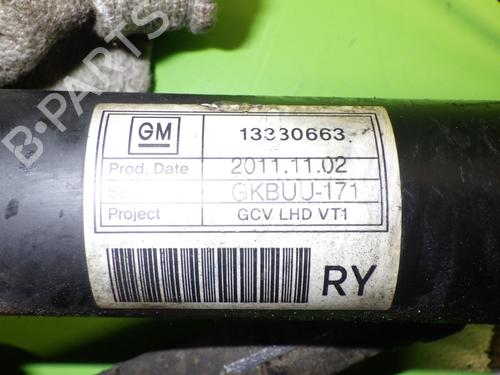 GM 13330663
Prod. Date 2011.11.02
GKBUU-171
Project GCV LHD VT1
RY
B-PARTS